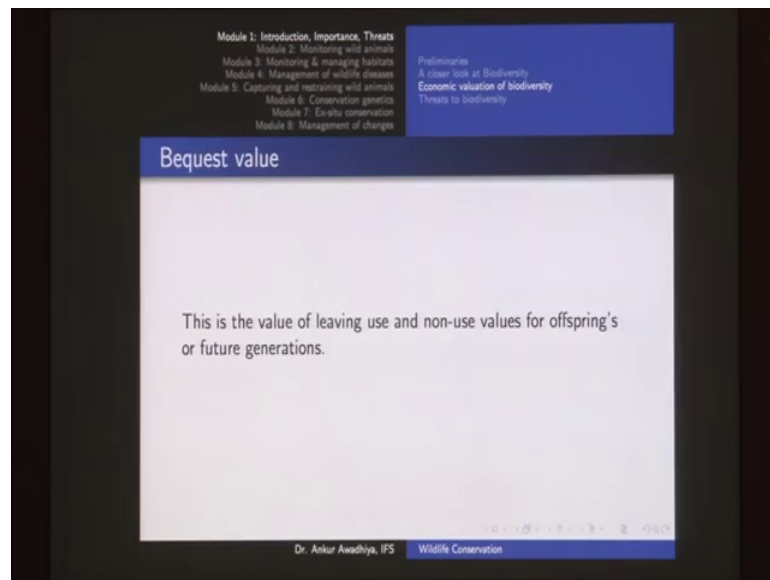 Module 1: Introduction, Importance, Threats
Module 2: Monitoring wild animals
Module 3: Monitoring & managing habitats
Module 4: Management of wildlife diseases
Module 5: Capturing and restraining wild animals
Module 6: Conservation genetics
Module 7: Ex-situ conservation
Module 8: Management of changes
Preliminaries
A closer look at Biodiversity
Economic valuation of biodiversity
Threats to biodiversity
Bequest value
This is the value of leaving use and non-use values for offspring's
or future generations.
Dr. Ankur Awadhiya, IFS
Wildlife Conservation